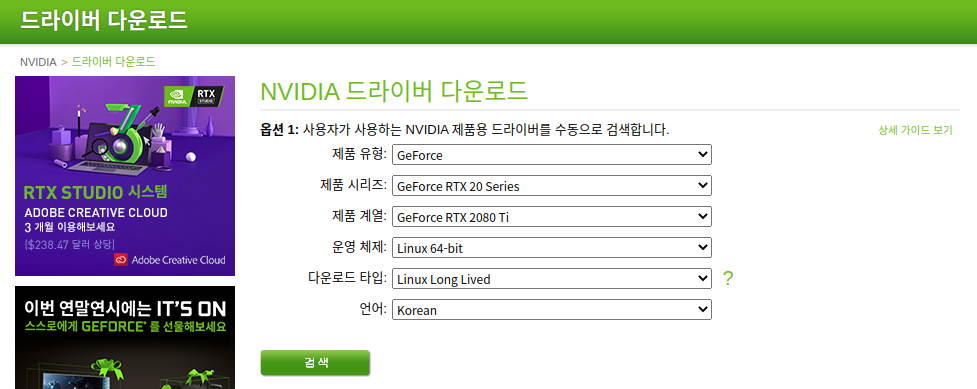 드라이버 다운로드
NVIDIA > 드라이버 다운로드
NVIDIA
RTX
STUDIO
RTX STUDIO 시스템
ADOBE CREATIVE CLOUD
3 개월 이용해보세요
($238.47 달러 상당)
Adobe Creative Cloud
이번 연말연시에는 IT'S ON
스스로에게 GEFORCE® 를 선물해보세요
NVIDIA 드라이버 다운로드
옵션 1: 사용자가 사용하는 NVIDIA 제품용 드라이버를 수동으로 검색합니다.
상세 가이드 보기
제품 유형: GeForce
제품 시리즈: GeForce RTX 20 Series
제품 계열: GeForce RTX 2080 Ti
운영 체제: Linux 64-bit
다운로드 타입: Linux Long Lived ?
언어: Korean
검색